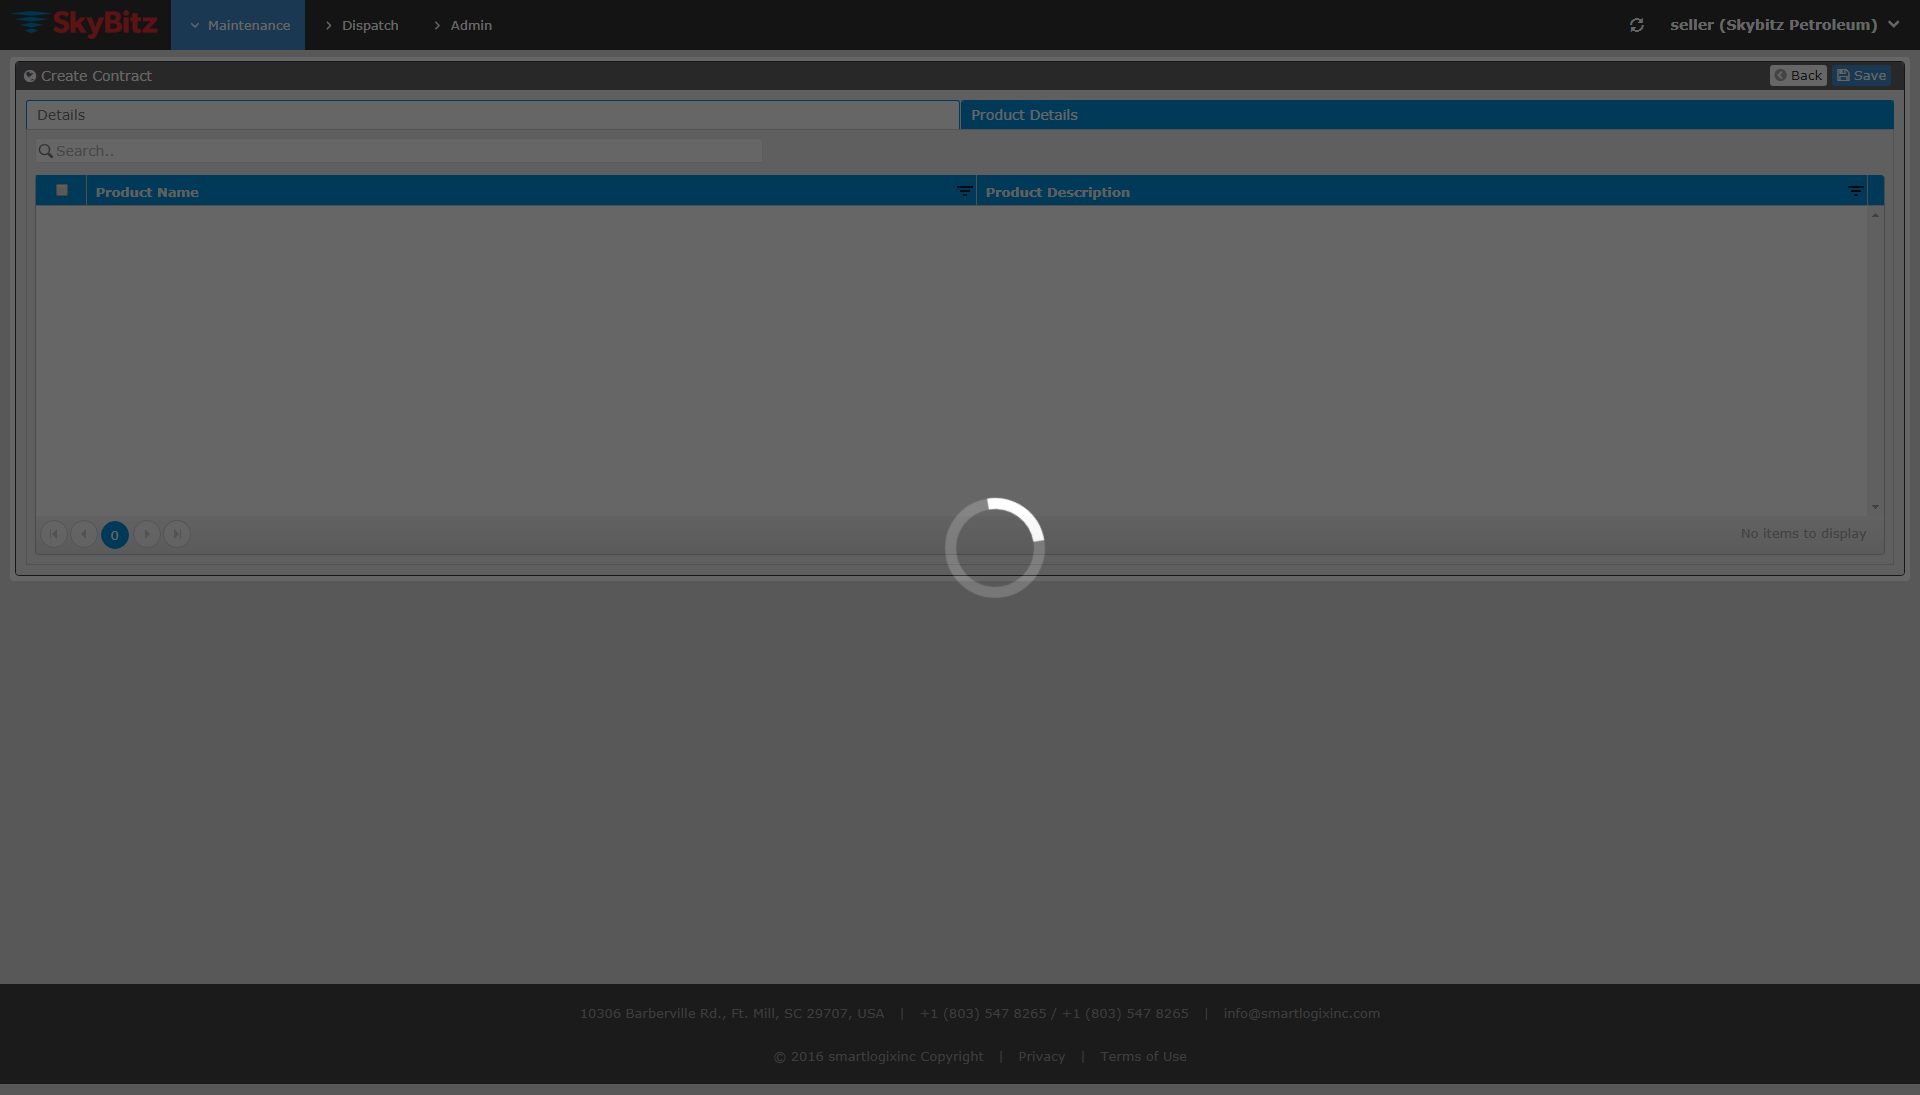 SkyBitz
Maintenance
Dispatch
Admin
seller (Skybitz Petroleum)
Create Contract
Back
Save
Details
Product Details
Search..
Product Name
Product Description
0
No items to display
10306 Barberville Rd., Ft. Mill, SC 29707, USA | +1 (803) 547 8265 / +1 (803) 547 8265 | info@smartlogixinc.com
© 2016 smartlogixinc Copyright | Privacy | Terms of Use